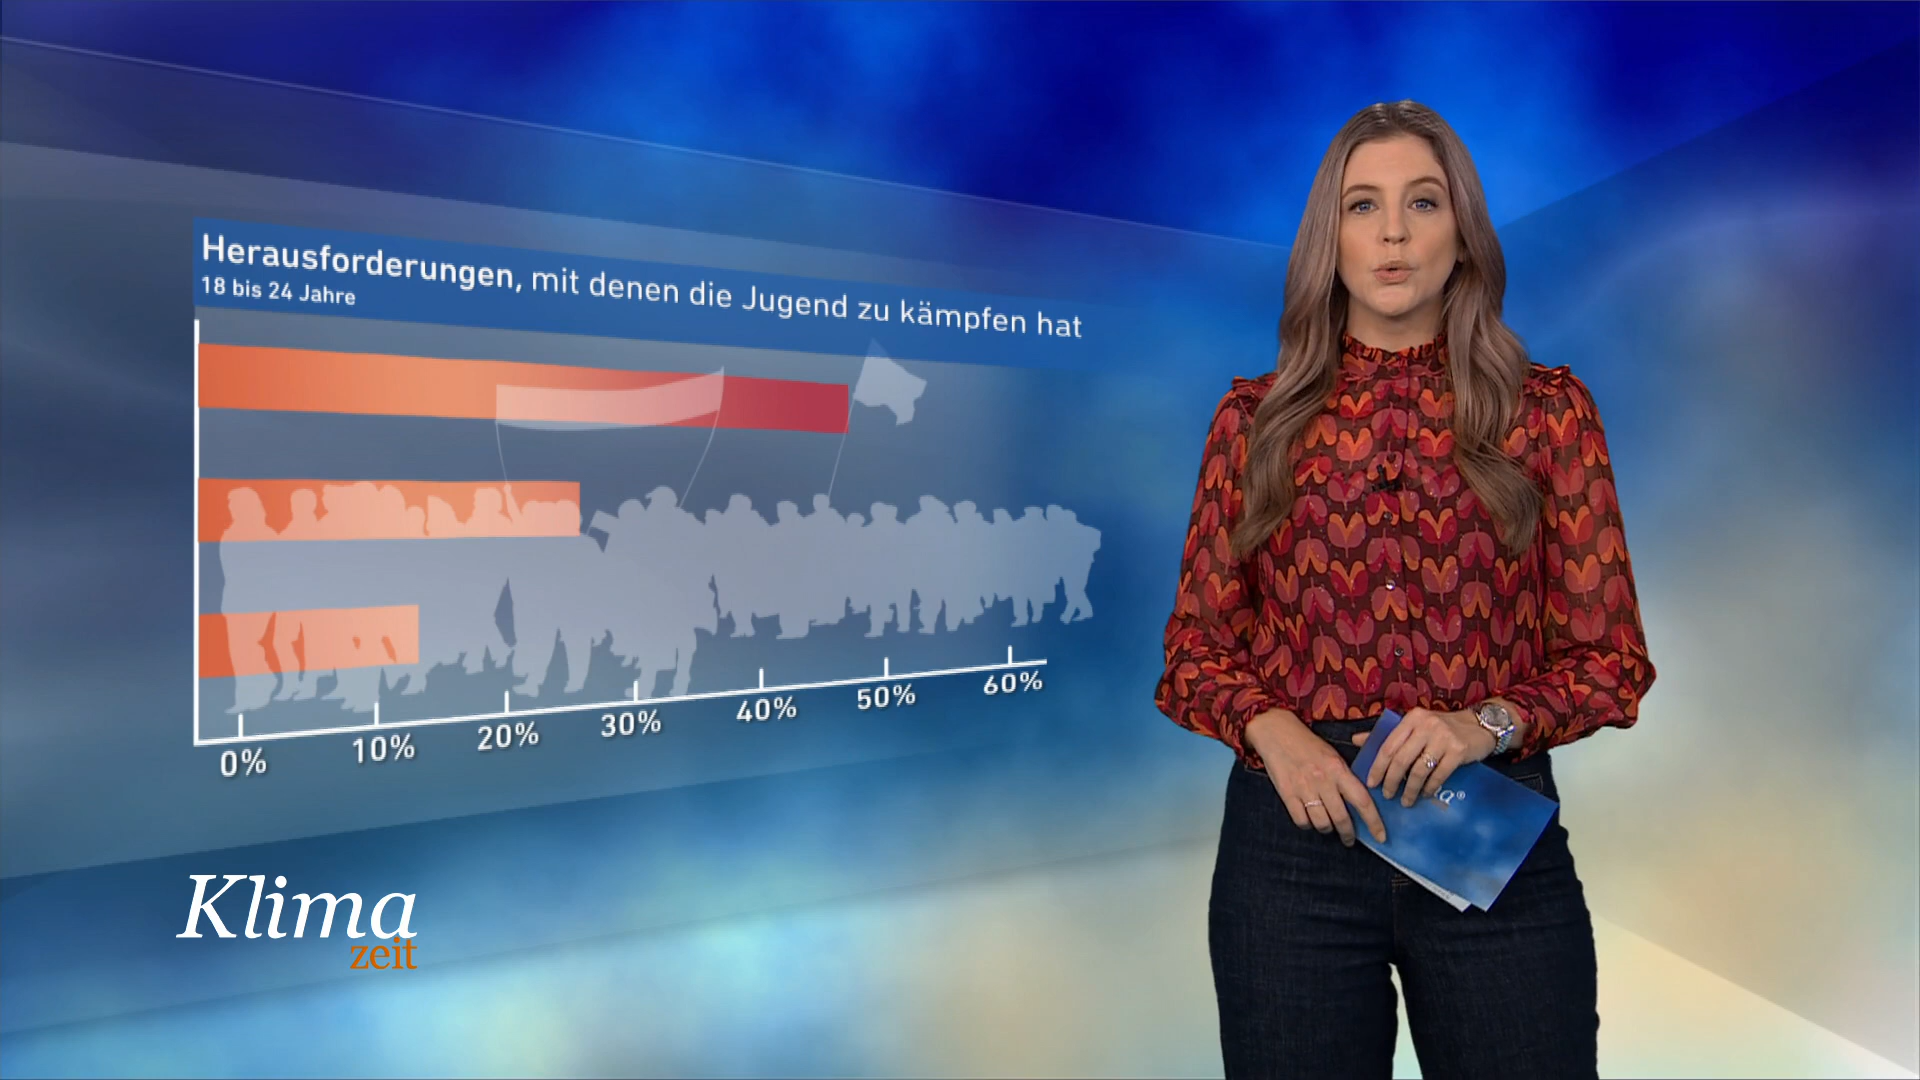 Herausforderungen, mit denen die Jugend zu kämpfen hat
18 bis 24 Jahre
0% 10% 20% 30% 40% 50% 60%
Klima
zeit